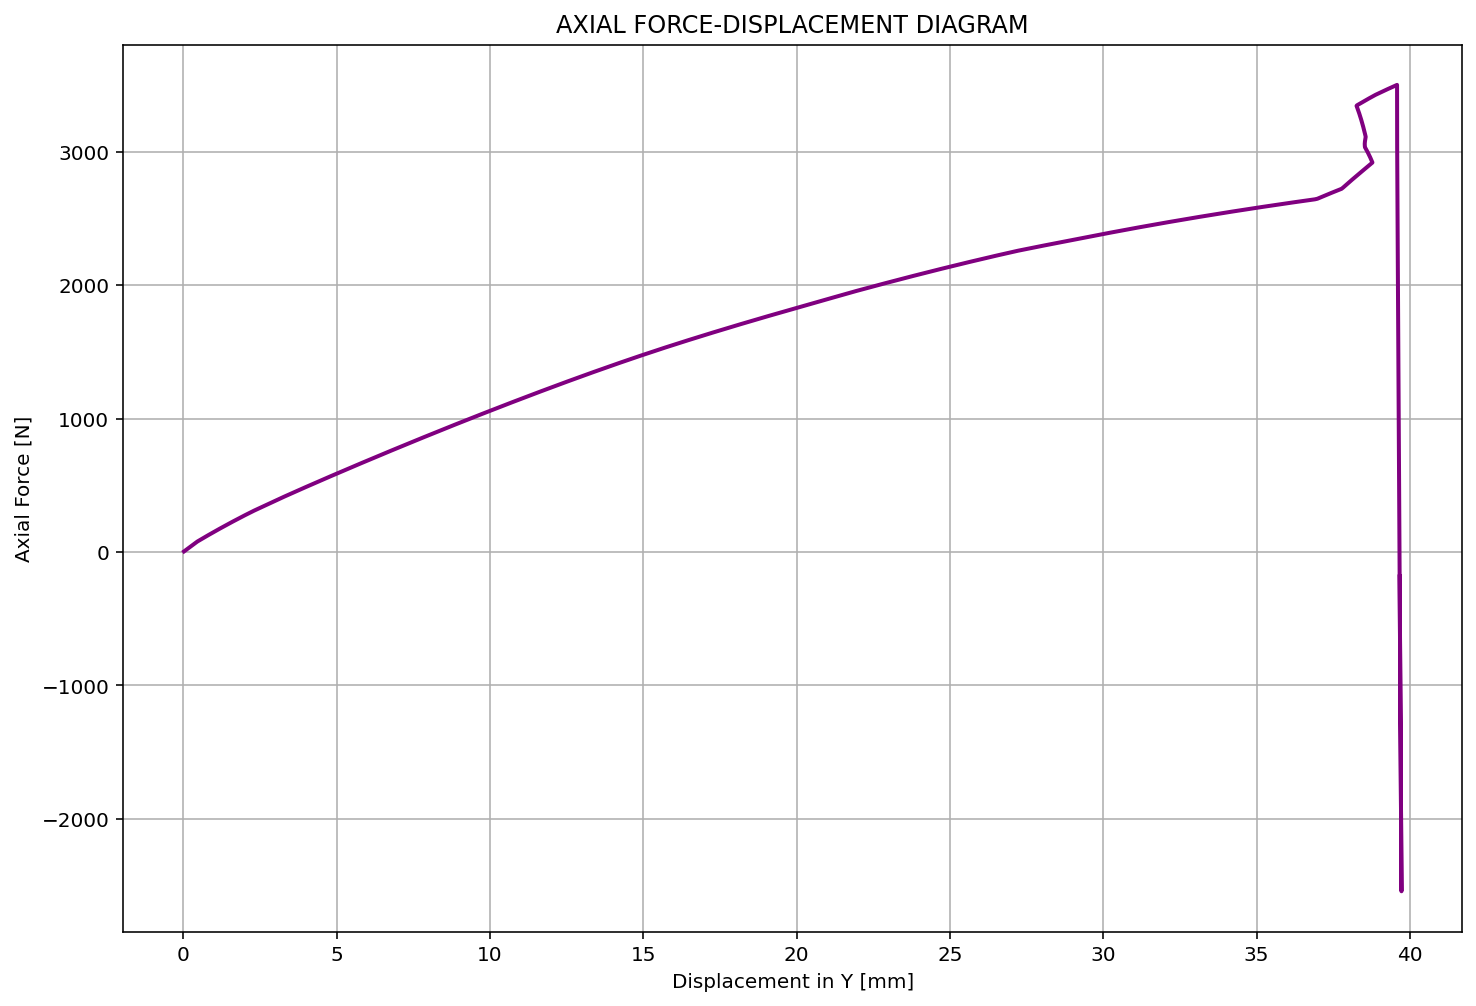 AXIAL FORCE-DISPLACEMENT DIAGRAM
3000
2000
1000
0
−1000
−2000
Axial Force [N]
0 5 10 15 20 25 30 35 40
Displacement in Y [mm]